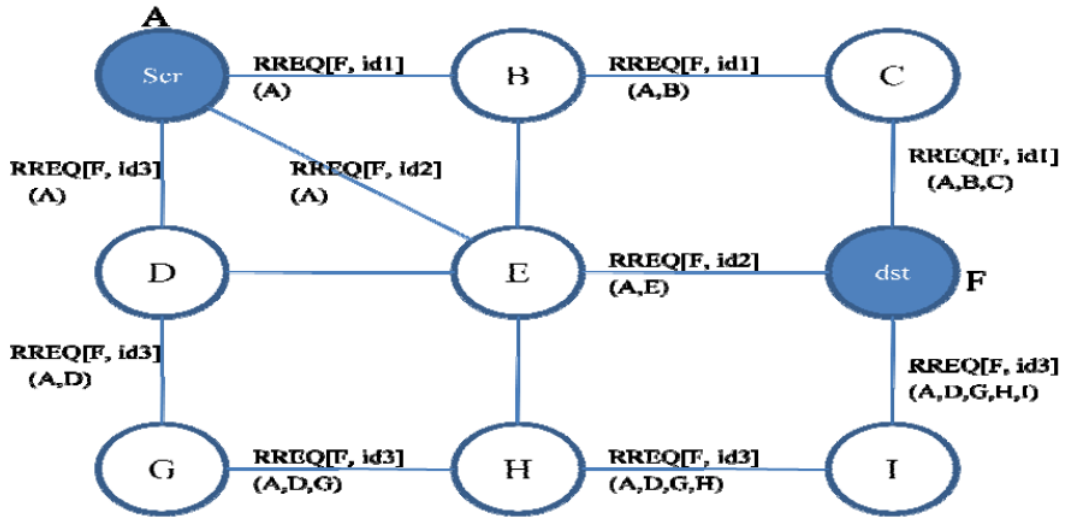 A
Scr
RREQ[F, id1]
(A)
B
RREQ[F, id1]
(A,B)
C
RREQ[F, id3]
(A)
RREQ[F, id2]
(A)
RREQ[F, id1]
(A,B,C)
D
E
RREQ[F, id2]
(A,E)
dst
F
RREQ[F, id3]
(A,D)
RREQ[F, id3]
(A,D,G,H,I)
G
RREQ[F, id3]
(A,D,G)
H
RREQ[F, id3]
(A,D,G,H)
I